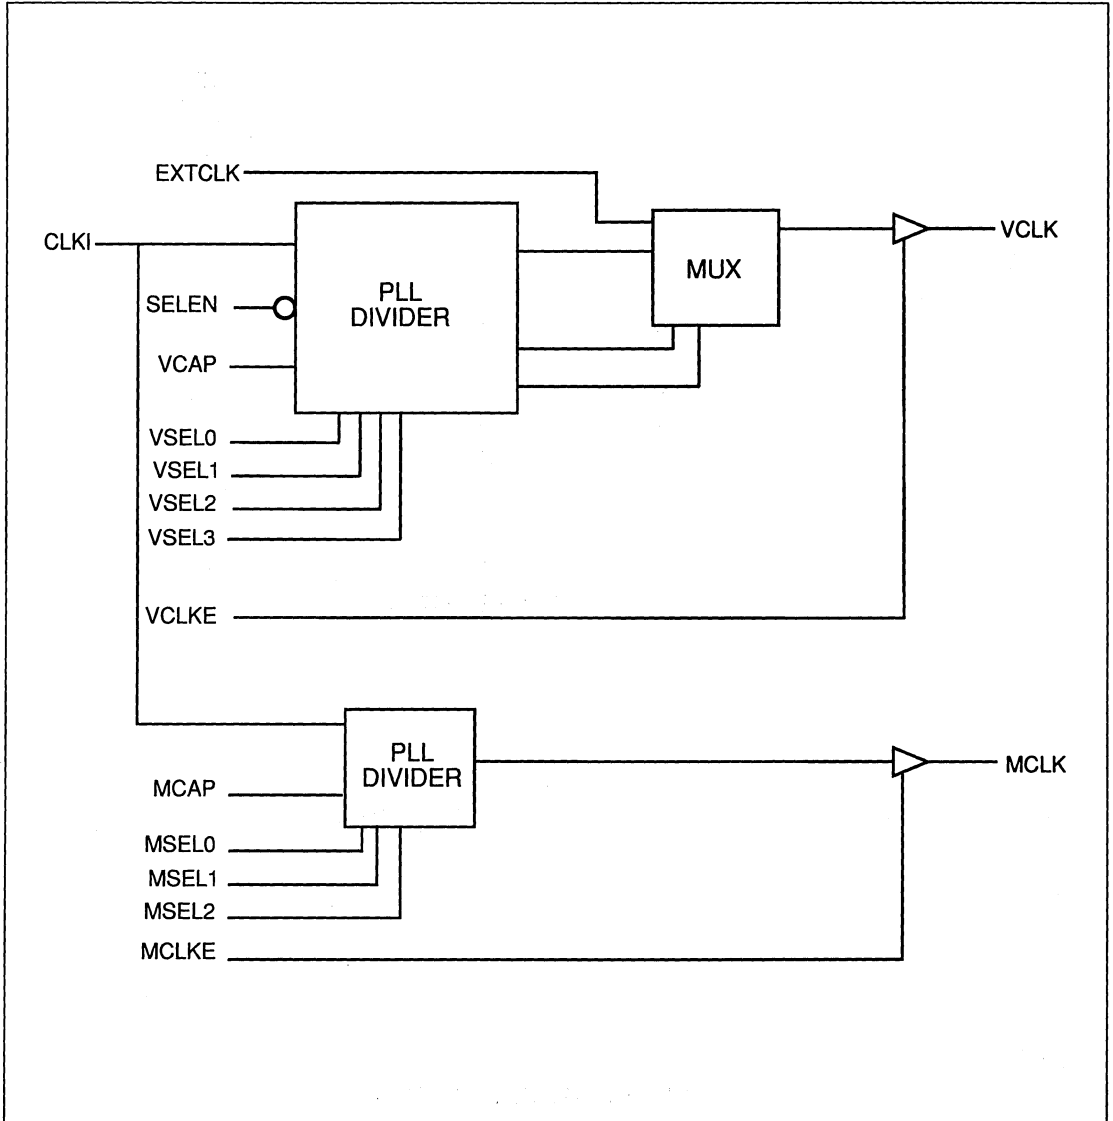 EXTCLK
CLKI
VCLK
MUX
PLL
DIVIDER
SELEN
VCAP
VSEL0
VSEL1
VSEL2
VSEL3
VCLKE
PLL
DIVIDER
MCLK
MCAP
MSEL0
MSEL1
MSEL2
MCLKE